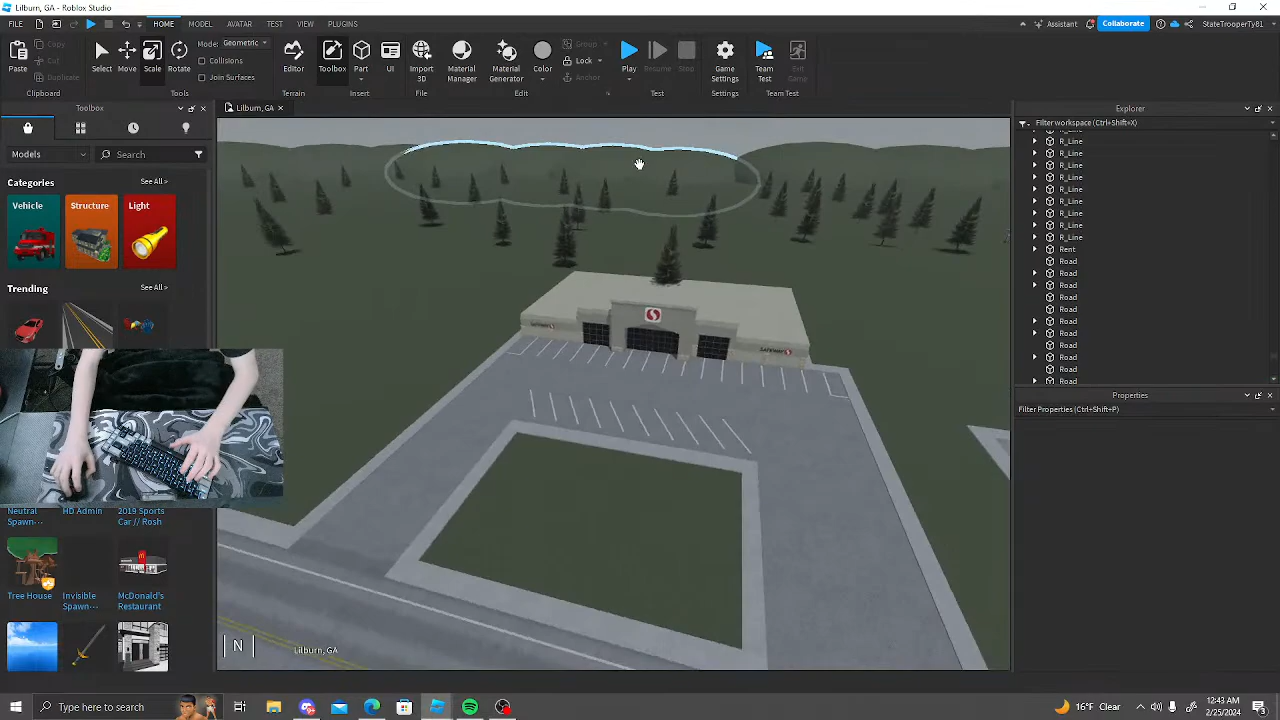 Lilburn, GA - Roblox Studio
FILE
HOME MODEL AVATAR TEST VIEW PLUGINS
Assistant Collaborate StateTrooperTy81
Paste Copy Cut Duplicate
Select Move Scale Rotate
Mode: Geometric
Collisions
Join Surfaces
Editor Toolbox Part UI Import 3D Material Manager Material Generator Color
Group
Lock
Anchor
Play Resume Stop Game Settings Team Test Exit Game
Clipboard Tools Terrain Insert File Edit Test Settings Team Test
Toolbox
Lilburn, GA
Explorer
Filter workspace (Ctrl+Shift+X)
Models
Search
Categories
See All >
Vehicle Structure Light
Trending
See All >
Neutral Spawn···
HD Admin
2019 Sports Car // Rosh
Tree House
Invisible Spawn···
McDonald's Restaurant
SAFEWAY
R_Line
R_Line
R_Line
R_Line
R_Line
R_Line
R_Line
R_Line
R_Line
R_Line
Rent
Road
Road
Road
Road
Road
Road
Road
Road
Road
Road
Road
Properties
Filter Properties (Ctrl+Shift+P)
N
Lilburn, GA
Type here to search
16°F Clear
12:43 AM
2/25/2024